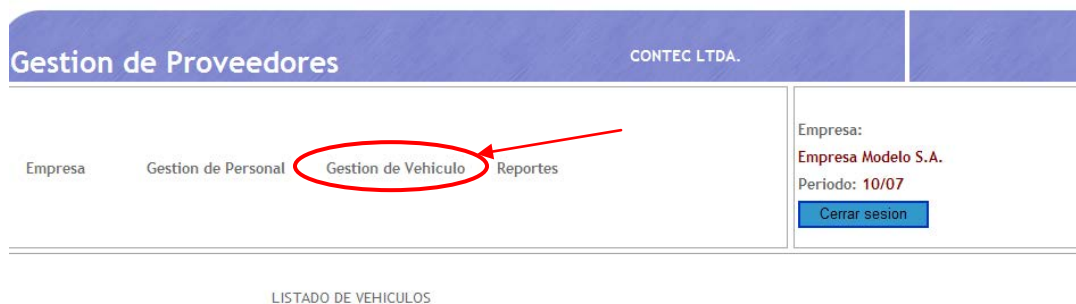 Gestion de Proveedores
CONTEC LTDA.
Empresa Gestion de Personal Gestion de Vehiculo Reportes
Empresa:
Empresa Modelo S.A.
Periodo: 10/07
Cerrar sesion
LISTADO DE VEHICULOS